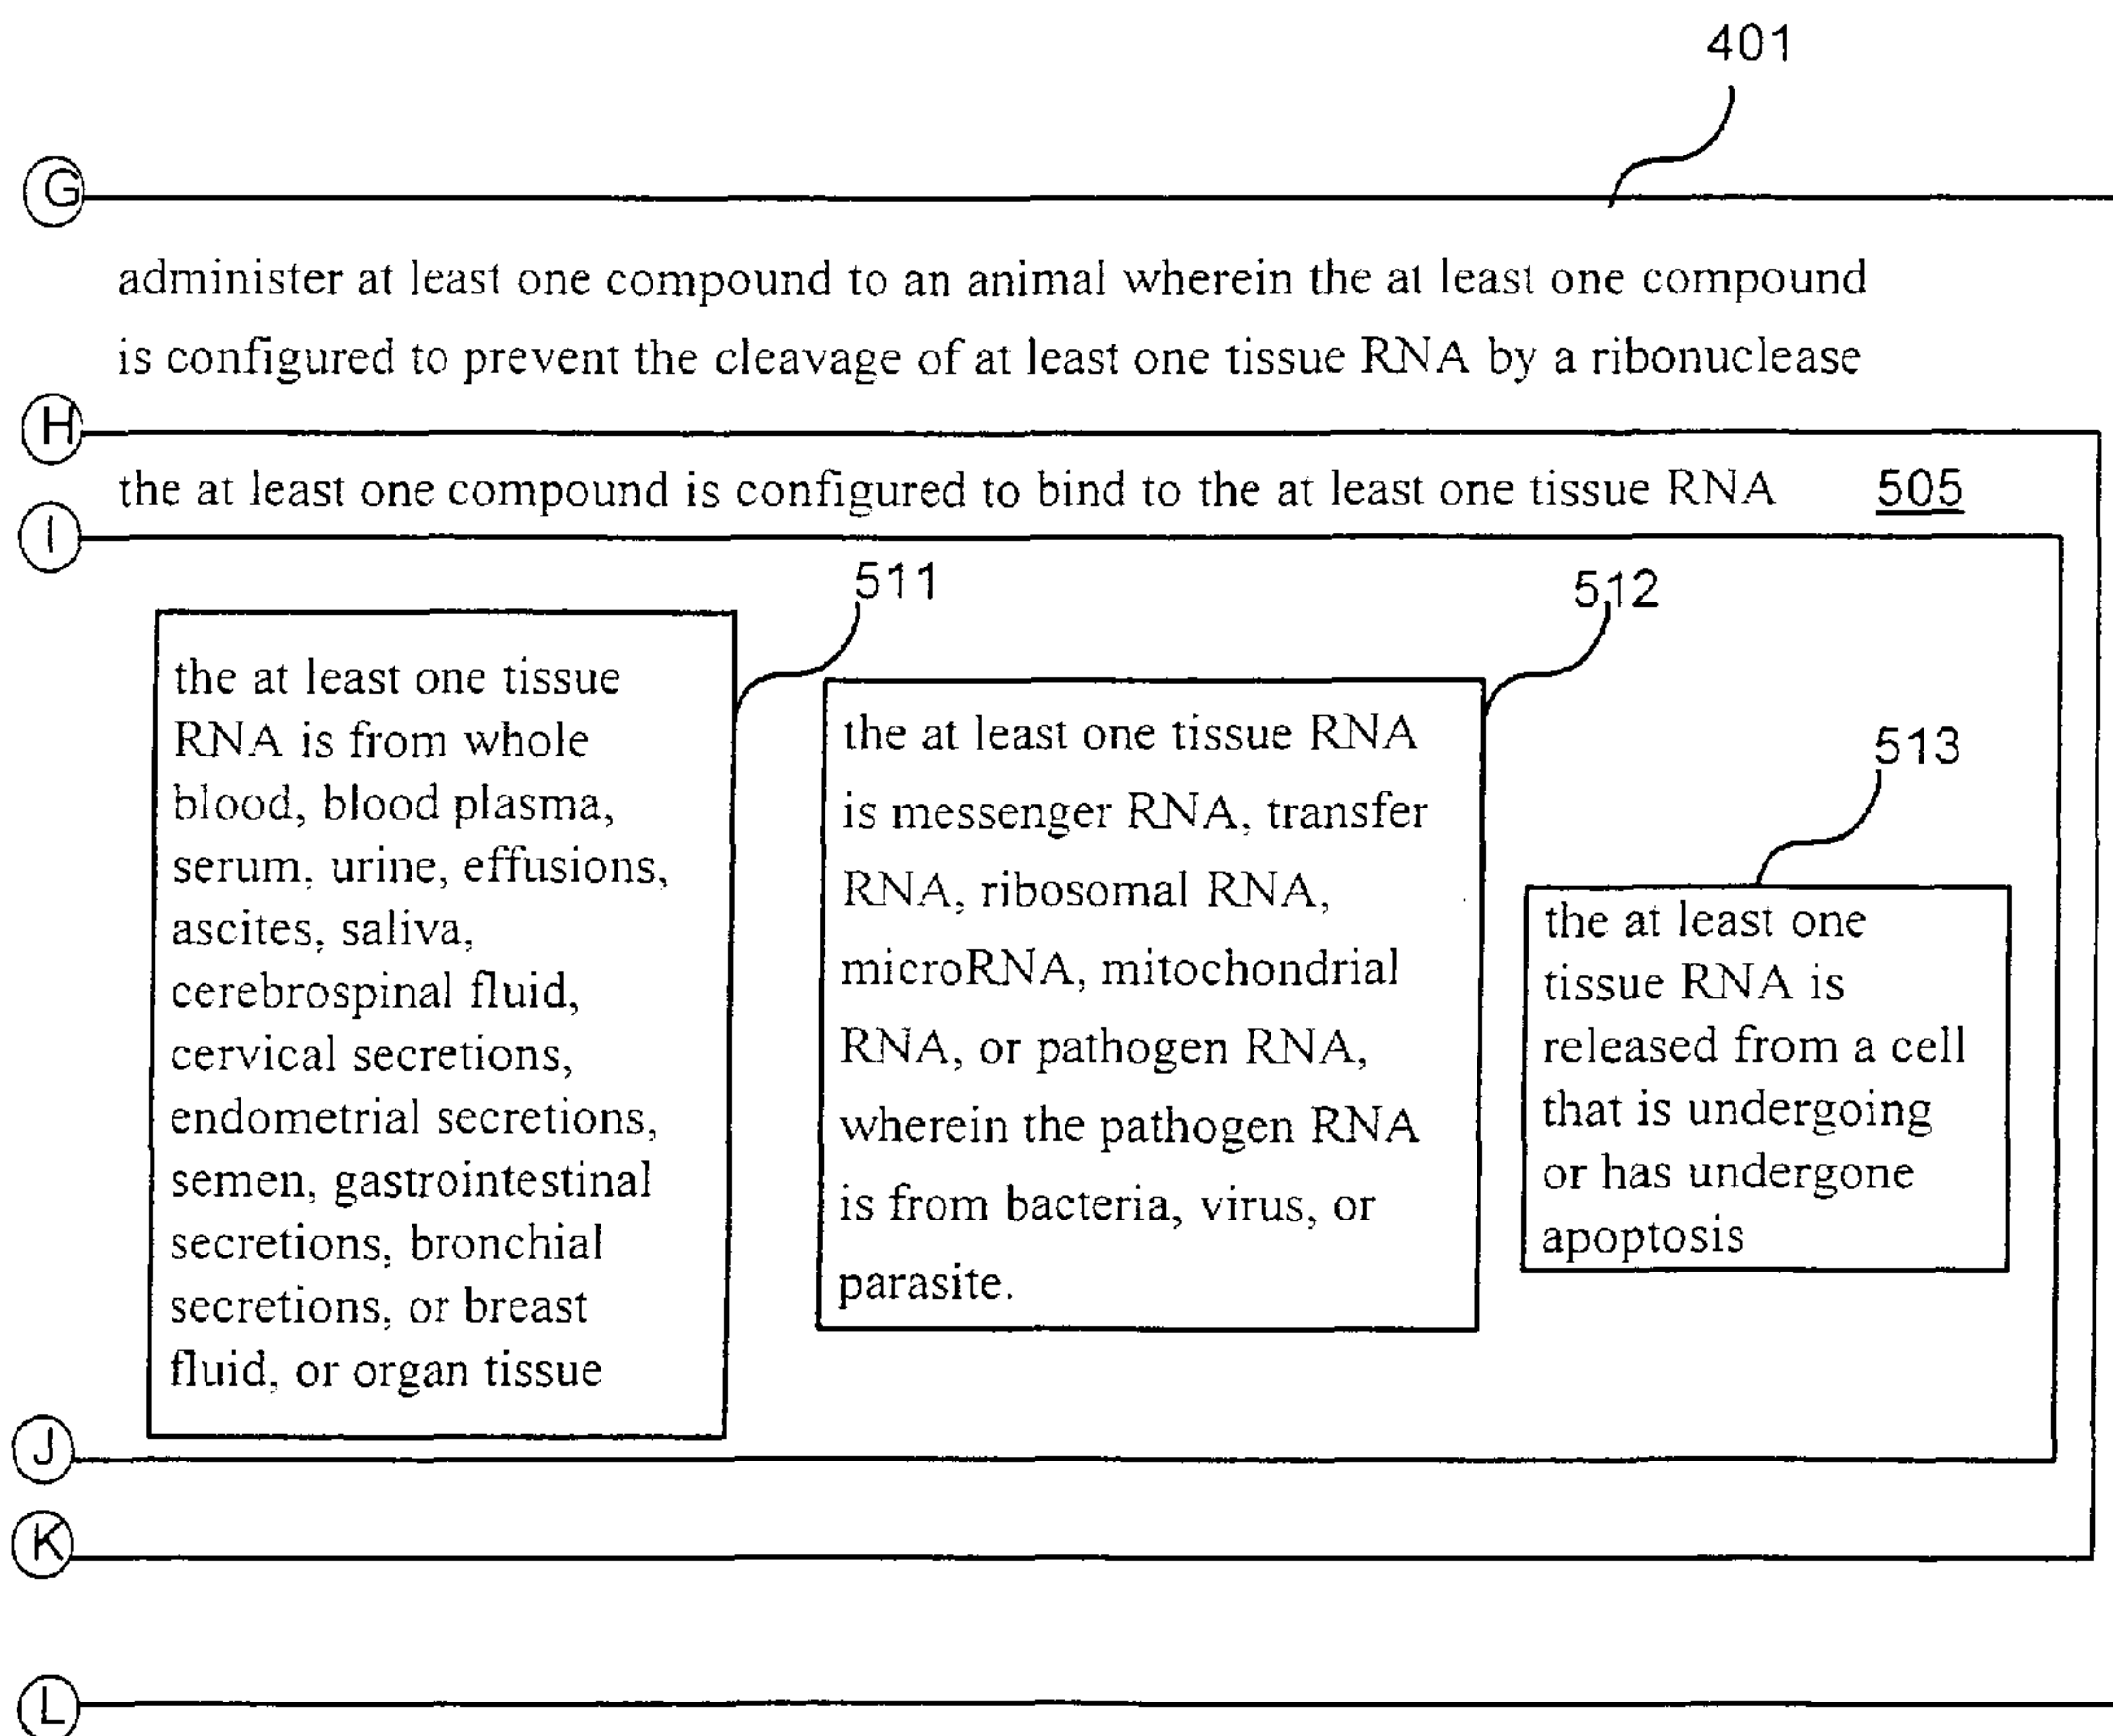 401
G
administer at least one compound to an animal wherein the at least one compound
is configured to prevent the cleavage of at least one tissue RNA by a ribonuclease
H
the at least one compound is configured to bind to the at least one tissue RNA 505
I
511
the at least one tissue
RNA is from whole
blood, blood plasma,
serum, urine, effusions,
ascites, saliva,
cerebrospinal fluid,
cervical secretions,
endometrial secretions,
semen, gastrointestinal
secretions, bronchial
secretions, or breast
fluid, or organ tissue
512
the at least one tissue RNA
is messenger RNA, transfer
RNA, ribosomal RNA,
microRNA, mitochondrial
RNA, or pathogen RNA,
wherein the pathogen RNA
is from bacteria, virus, or
parasite.
513
the at least one
tissue RNA is
released from a cell
that is undergoing
or has undergone
apoptosis
J
K
L